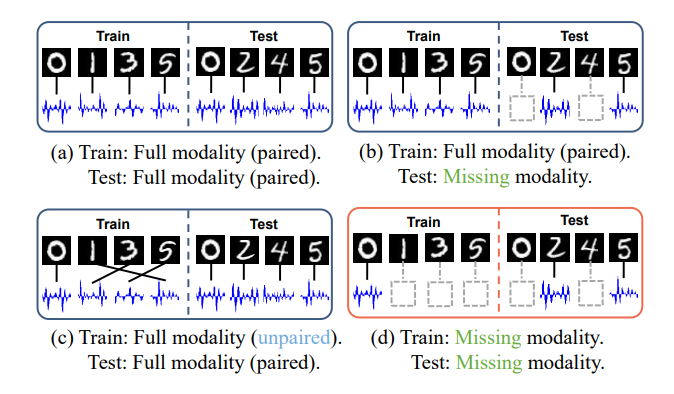 Train Test
0 1 3 5 0 2 4 5
(a) Train: Full modality (paired).
Test: Full modality (paired).
Train Test
0 1 3 5 0 2 4 5
(b) Train: Full modality (paired).
Test: Missing modality.
Train Test
0 1 3 5 0 2 4 5
(c) Train: Full modality (unpaired).
Test: Full modality (paired).
Train Test
0 1 3 5 0 2 4 5
(d) Train: Missing modality.
Test: Missing modality.